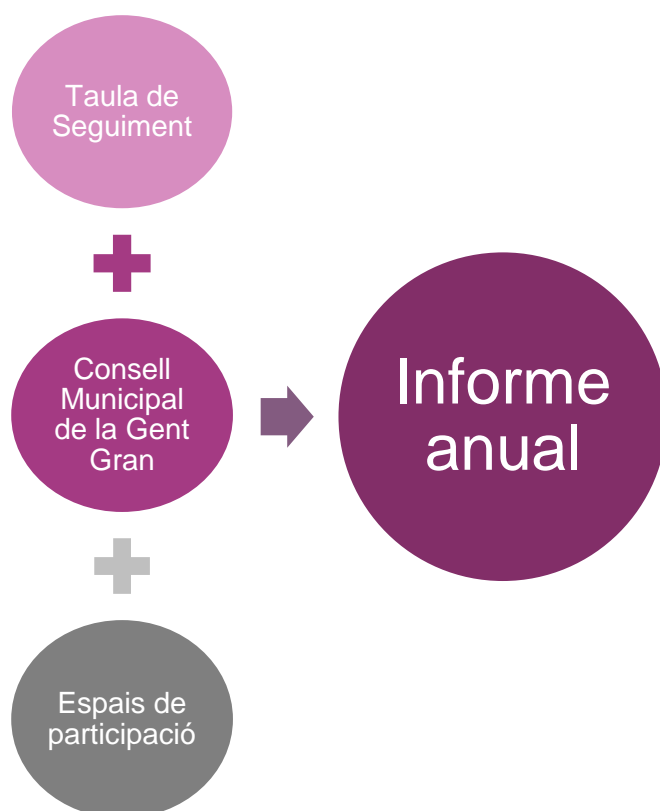 Taula de
Seguiment
Consell
Municipal
de la Gent
Gran
Informe
anual
Espais de
participació